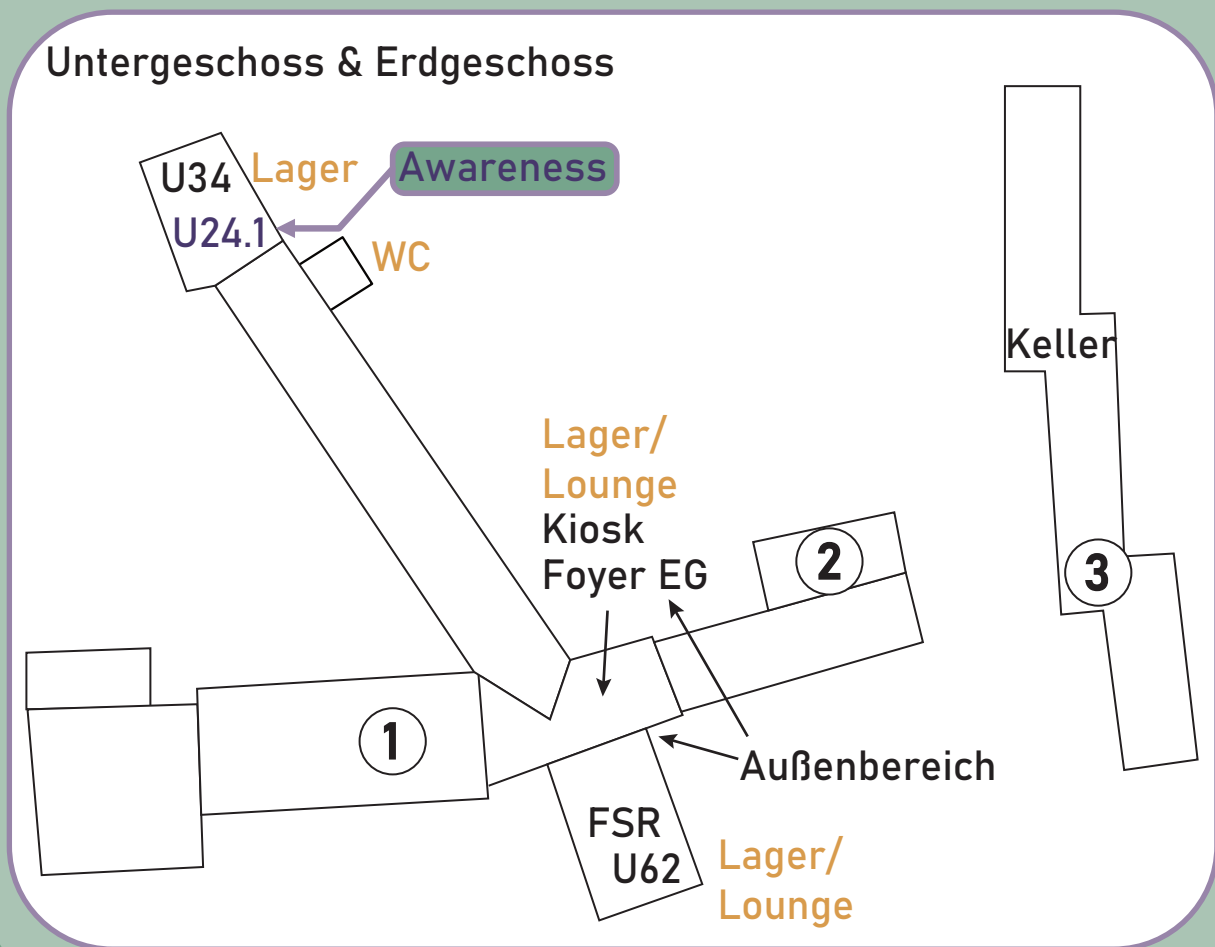 Untergeschoss & Erdgeschoss
U34
Lager
Awareness
U24.1
WC
Keller
Lager/
Lounge
Kiosk
Foyer EG
2
3
1
Außenbereich
FSR
U62
Lager/
Lounge